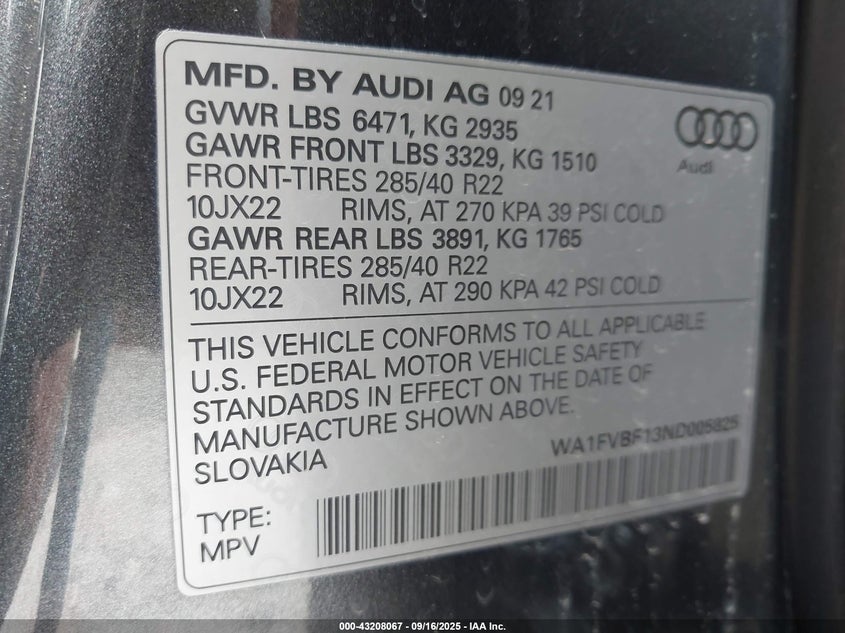 MFD. BY AUDI AG 09 21
GVWR LBS 6471, KG 2935
GAWR FRONT LBS 3329, KG 1510
FRONT-TIRES 285/40 R22
10JX22 RIMS, AT 270 KPA 39 PSI COLD
GAWR REAR LBS 3891, KG 1765
REAR-TIRES 285/40 R22
10JX22 RIMS, AT 290 KPA 42 PSI COLD
Audi
THIS VEHICLE CONFORMS TO ALL APPLICABLE
U.S. FEDERAL MOTOR VEHICLE SAFETY
STANDARDS IN EFFECT ON THE DATE OF
MANUFACTURE SHOWN ABOVE.
SLOVAKIA
WA1FVBF13ND005825
TYPE:
MPV
000-43208067 - 09/16/2025 - IAA Inc.